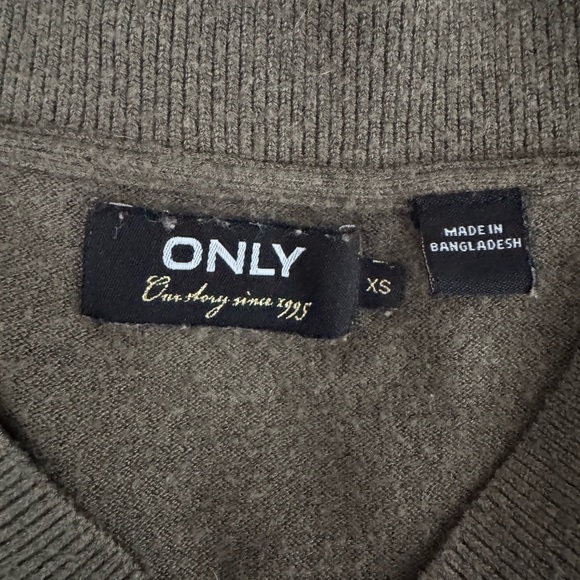 ONLY
Our story since 1995
XS
MADE IN
BANGLADESH